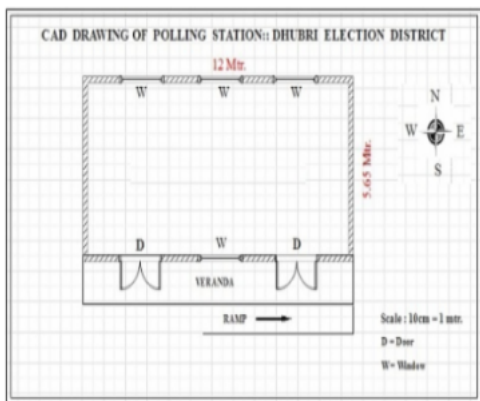 CAD DRAWING OF POLLING STATION:: DHUBRI ELECTION DISTRICT
12 Mtr.
W W W
N
W E
S
5.65 Mtr.
D W D
VERANDA
RAMP
Scale : 10cm = 1 mtr.
D = Door
W= Window